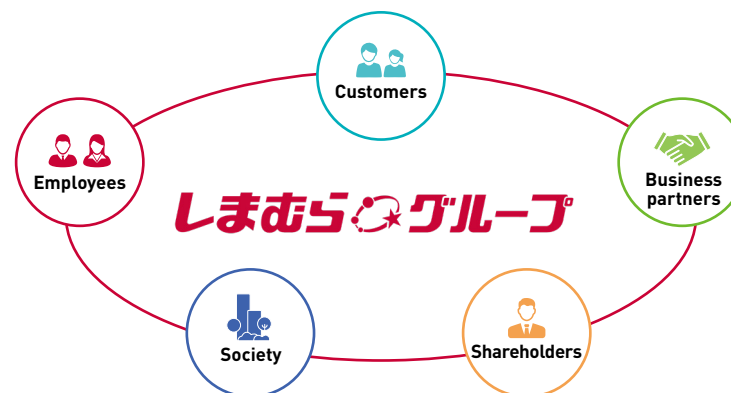 Customers
Employees
Business
partners
しまむらグループ
Society
Shareholders